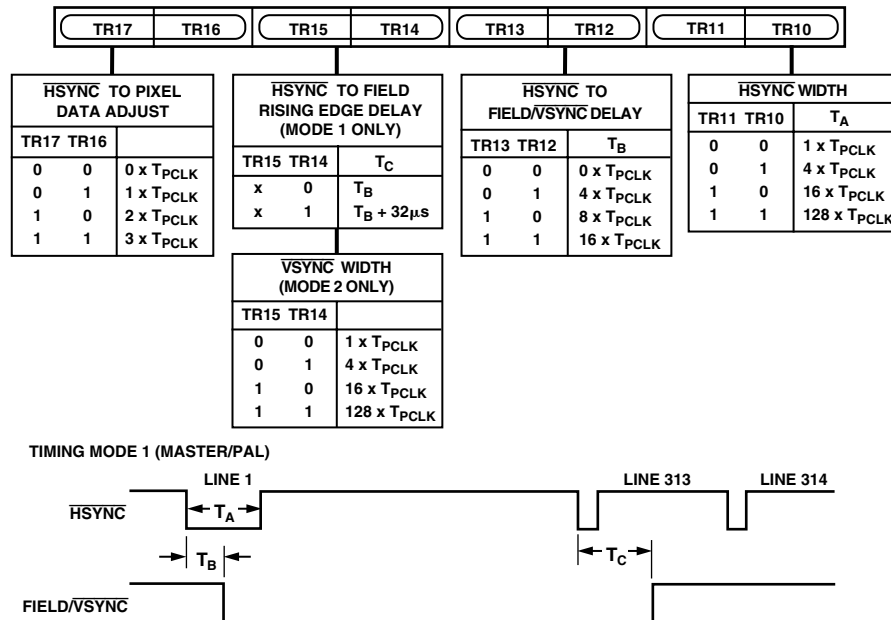 TR17 TR16 TR15 TR14 TR13 TR12 TR11 TR10
HSYNC TO PIXEL
DATA ADJUST
TR17 TR16
0 0 0 x TPCLK
0 1 1 x TPCLK
1 0 2 x TPCLK
1 1 3 x TPCLK
HSYNC TO FIELD
RISING EDGE DELAY
(MODE 1 ONLY)
TR15 TR14 TC
x 0 TB
x 1 TB + 32µs
VSYNC WIDTH
(MODE 2 ONLY)
TR15 TR14
0 0 1 x TPCLK
0 1 4 x TPCLK
1 0 16 x TPCLK
1 1 128 x TPCLK
HSYNC TO
FIELD/VSYNC DELAY
TR13 TR12 TB
0 0 0 x TPCLK
0 1 4 x TPCLK
1 0 8 x TPCLK
1 1 16 x TPCLK
HSYNC WIDTH
TR11 TR10 TA
0 0 1 x TPCLK
0 1 4 x TPCLK
1 0 16 x TPCLK
1 1 128 x TPCLK
TIMING MODE 1 (MASTER/PAL)
LINE 1 LINE 313 LINE 314
HSYNC
TA
TB
TC
FIELD/VSYNC